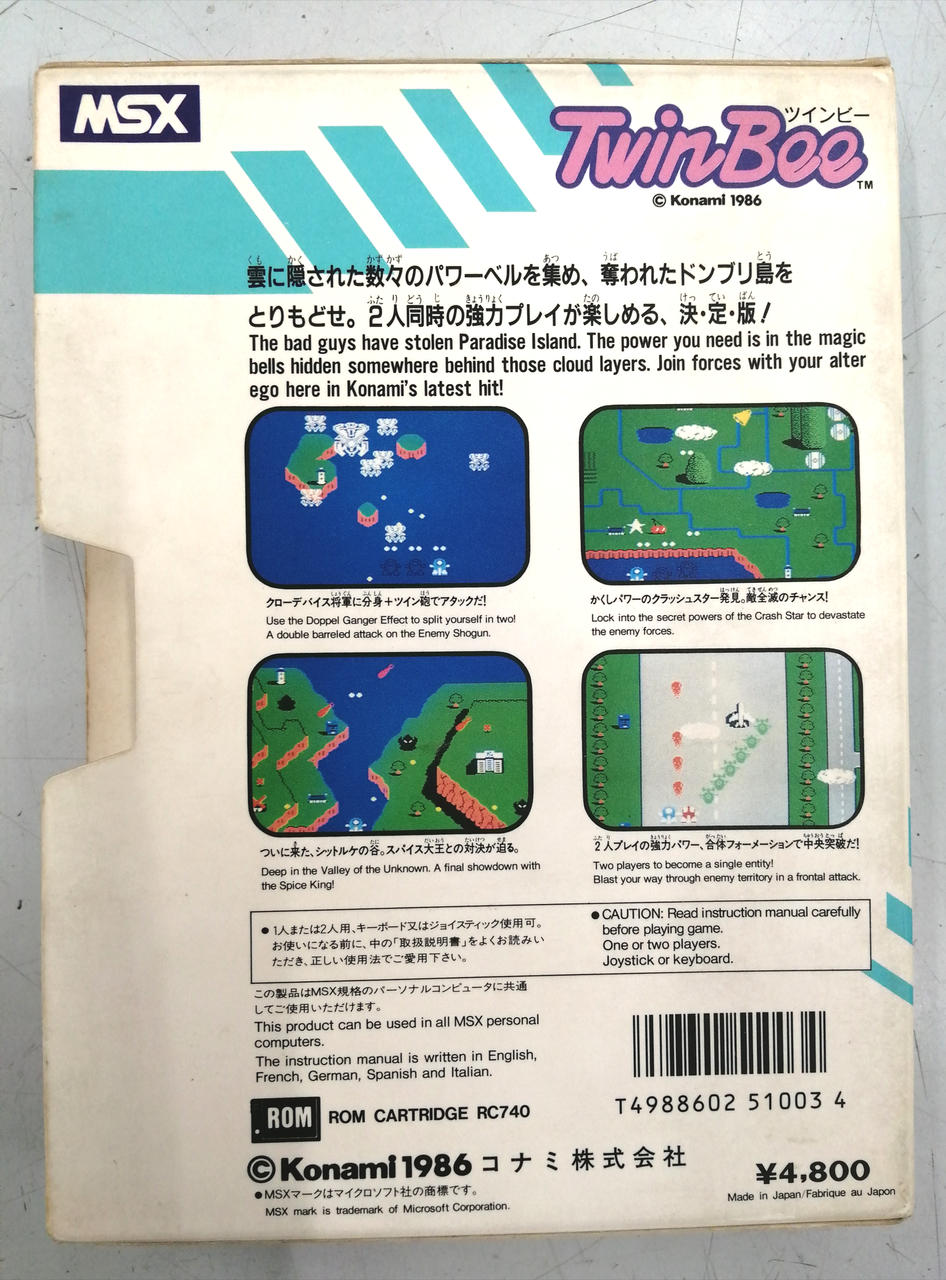 MSX
ツインビー
TwinBee™
© Konami 1986
雲に隠された数々のパワーベルを集め、奪われたドンブリ島を
とりもどせ。2人同時の強力プレイが楽しめる、決・定・版!
The bad guys have stolen Paradise Island. The power you need is in the magic
bells hidden somewhere behind those cloud layers. Join forces with your alter
ego here in Konami's latest hit!
クローデバイス将軍に分身+ツイン砲でアタックだ!
Use the Doppel Ganger Effect to split yourself in two!
A double barreled attack on the Enemy Shogun.
かくしパワーのクラッシュスター発見。敵全滅のチャンス!
Lock into the secret powers of the Crash Star to devastate
the enemy forces.
ついに来た、シットルケの谷。スパイス大王との対決が迫る。
Deep in the Valley of the Unknown. A final showdown with
the Spice King!
2人プレイの強力パワー、合体フォーメーションで中央突破だ!
Two players to become a single entity!
Blast your way through enemy territory in a frontal attack.
●1人または2人用、キーボード又はジョイスティック使用可。
お使いになる前に、中の「取扱説明書」をよくお読みい
ただき、正しい使用法でご愛用下さい。
●CAUTION: Read instruction manual carefully
before playing game.
One or two players.
Joystick or keyboard.
この製品はMSX規格のパーソナルコンピュータに共通
してご使用いただけます。
This product can be used in all MSX personal
computers.
The instruction manual is written in English,
French, German, Spanish and Italian.
T4988602 51003 4
ROM ROM CARTRIDGE RC740
© Konami 1986 コナミ株式会社
¥4,800
●MSXマークはマイクロソフト社の商標です。
MSX mark is trademark of Microsoft Corporation.
Made in Japan/Fabrique au Japon